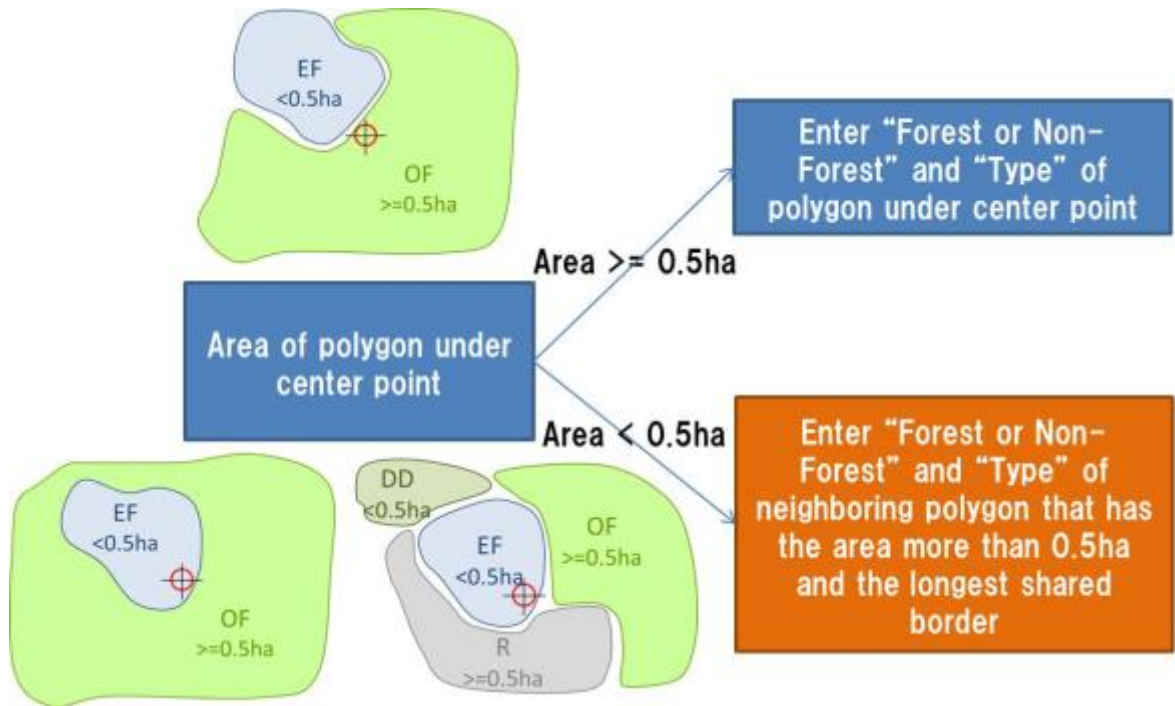 EF
<0.5ha
OF
>=0.5ha
Enter “Forest or Non-
Forest” and “Type” of
polygon under center point
Area >= 0.5ha
Area of polygon under
center point
Area < 0.5ha
Enter “Forest or Non-
Forest” and “Type” of
neighboring polygon that has
the area more than 0.5ha
and the longest shared
border
EF
<0.5ha
OF
>=0.5ha
DD
<0.5ha
EF
<0.5ha
OF
>=0.5ha
R
>=0.5ha